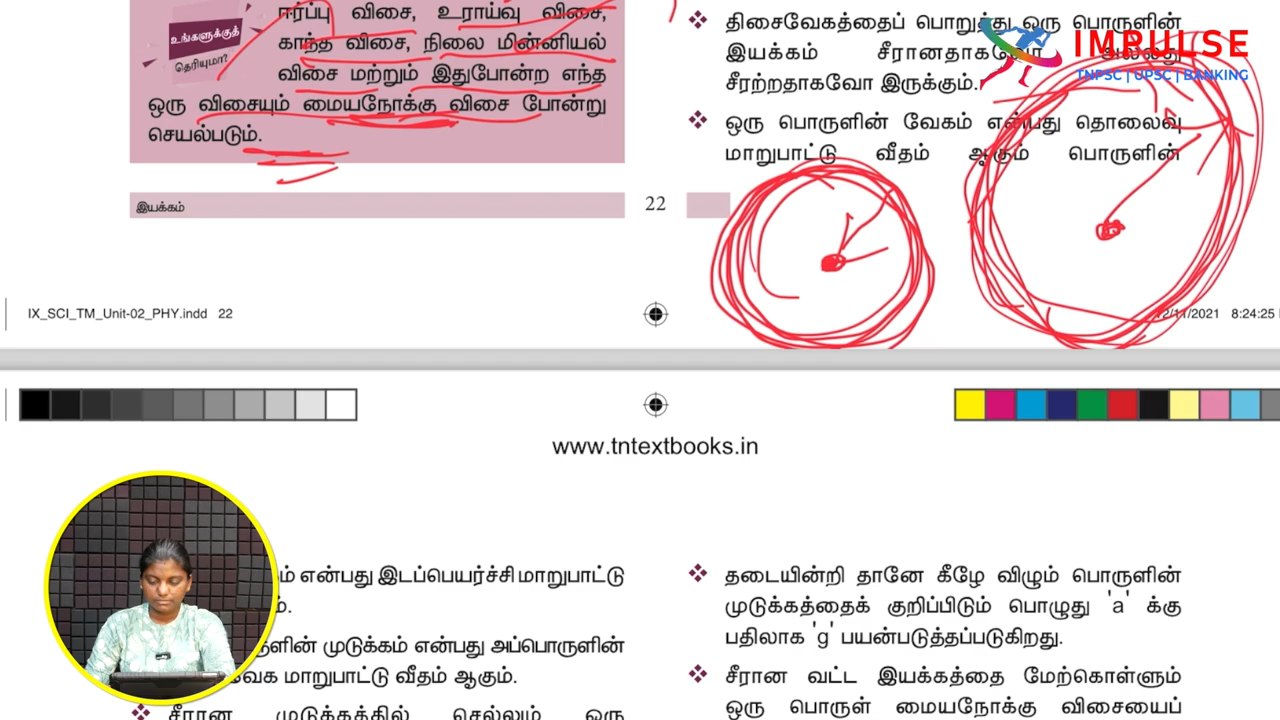 ஈர்ப்பு விசை, உராய்வு விசை,
உங்களுக்குத்
தெரியுமா?
காந்த விசை, நிலை மின்னியல்
விசை மற்றும் இதுபோன்ற எந்த
ஒரு விசையும் மையநோக்கு விசை போன்று
செயல்படும்.
இயக்கம்
22
❖ திசைவேகத்தைப் பொறுத்து ஒரு பொருளின்
இயக்கம் சீரானதாகவோ அல்லது
சீரற்றதாகவோ இருக்கும்.
❖ ஒரு பொருளின் வேகம் என்பது தொலைவு
மாறுபாட்டு வீதம் ஆகும் பொருளின்
IMPULSE
TNPSC | UPSC | BANKING
IX_SCI_TM_Unit-02_PHY.indd 22
12/11/2021 8:24:25
www.tntextbooks.in
என்பது இடப்பெயர்ச்சி மாறுபாட்டு
முடுக்கம் என்பது அப்பொருளின்
மாறுபாட்டு வீதம் ஆகும்.
❖ சீரான முடுக்கத்தில் செல்லும் ஒரு
❖ தடையின்றி தானே கீழே விழும் பொருளின்
முடுக்கத்தைக் குறிப்பிடும் பொழுது 'a' க்கு
பதிலாக 'g' பயன்படுத்தப்படுகிறது.
❖ சீரான வட்ட இயக்கத்தை மேற்கொள்ளும்
ஒரு பொருள் மையநோக்கு விசையைப்